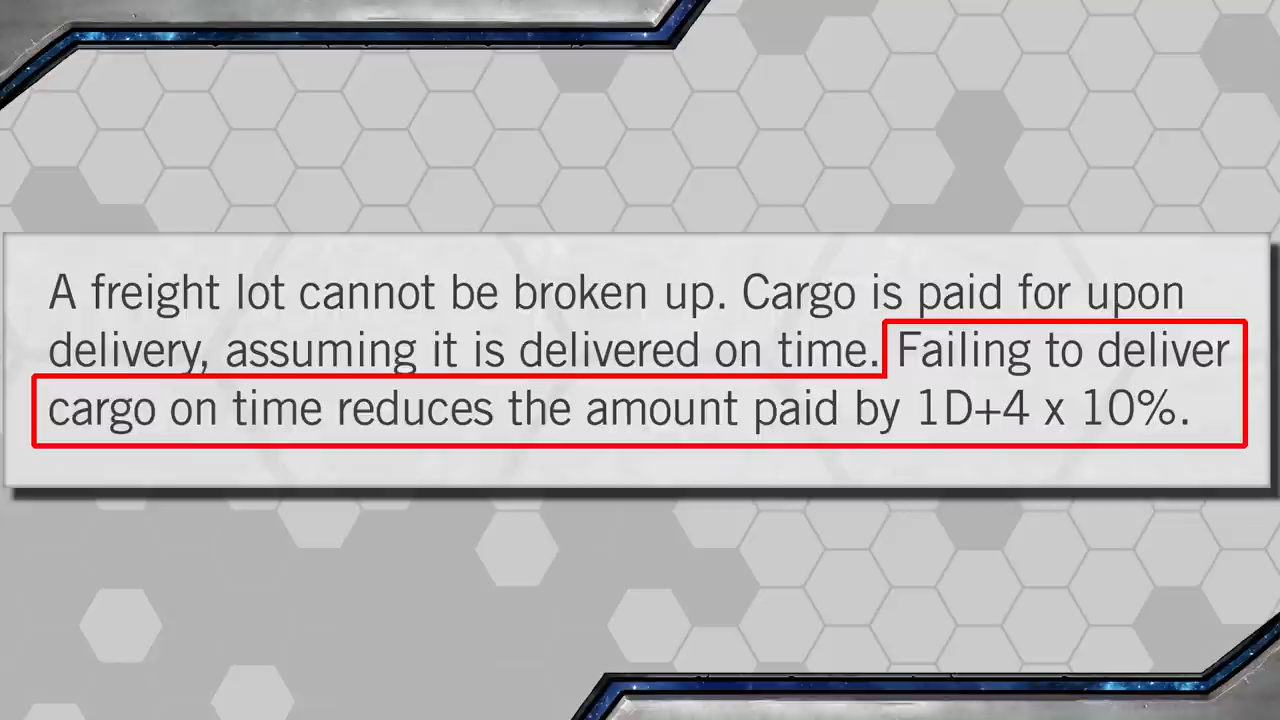 A freight lot cannot be broken up. Cargo is paid for upon
delivery, assuming it is delivered on time. Failing to deliver
cargo on time reduces the amount paid by 1D+4 x 10%.